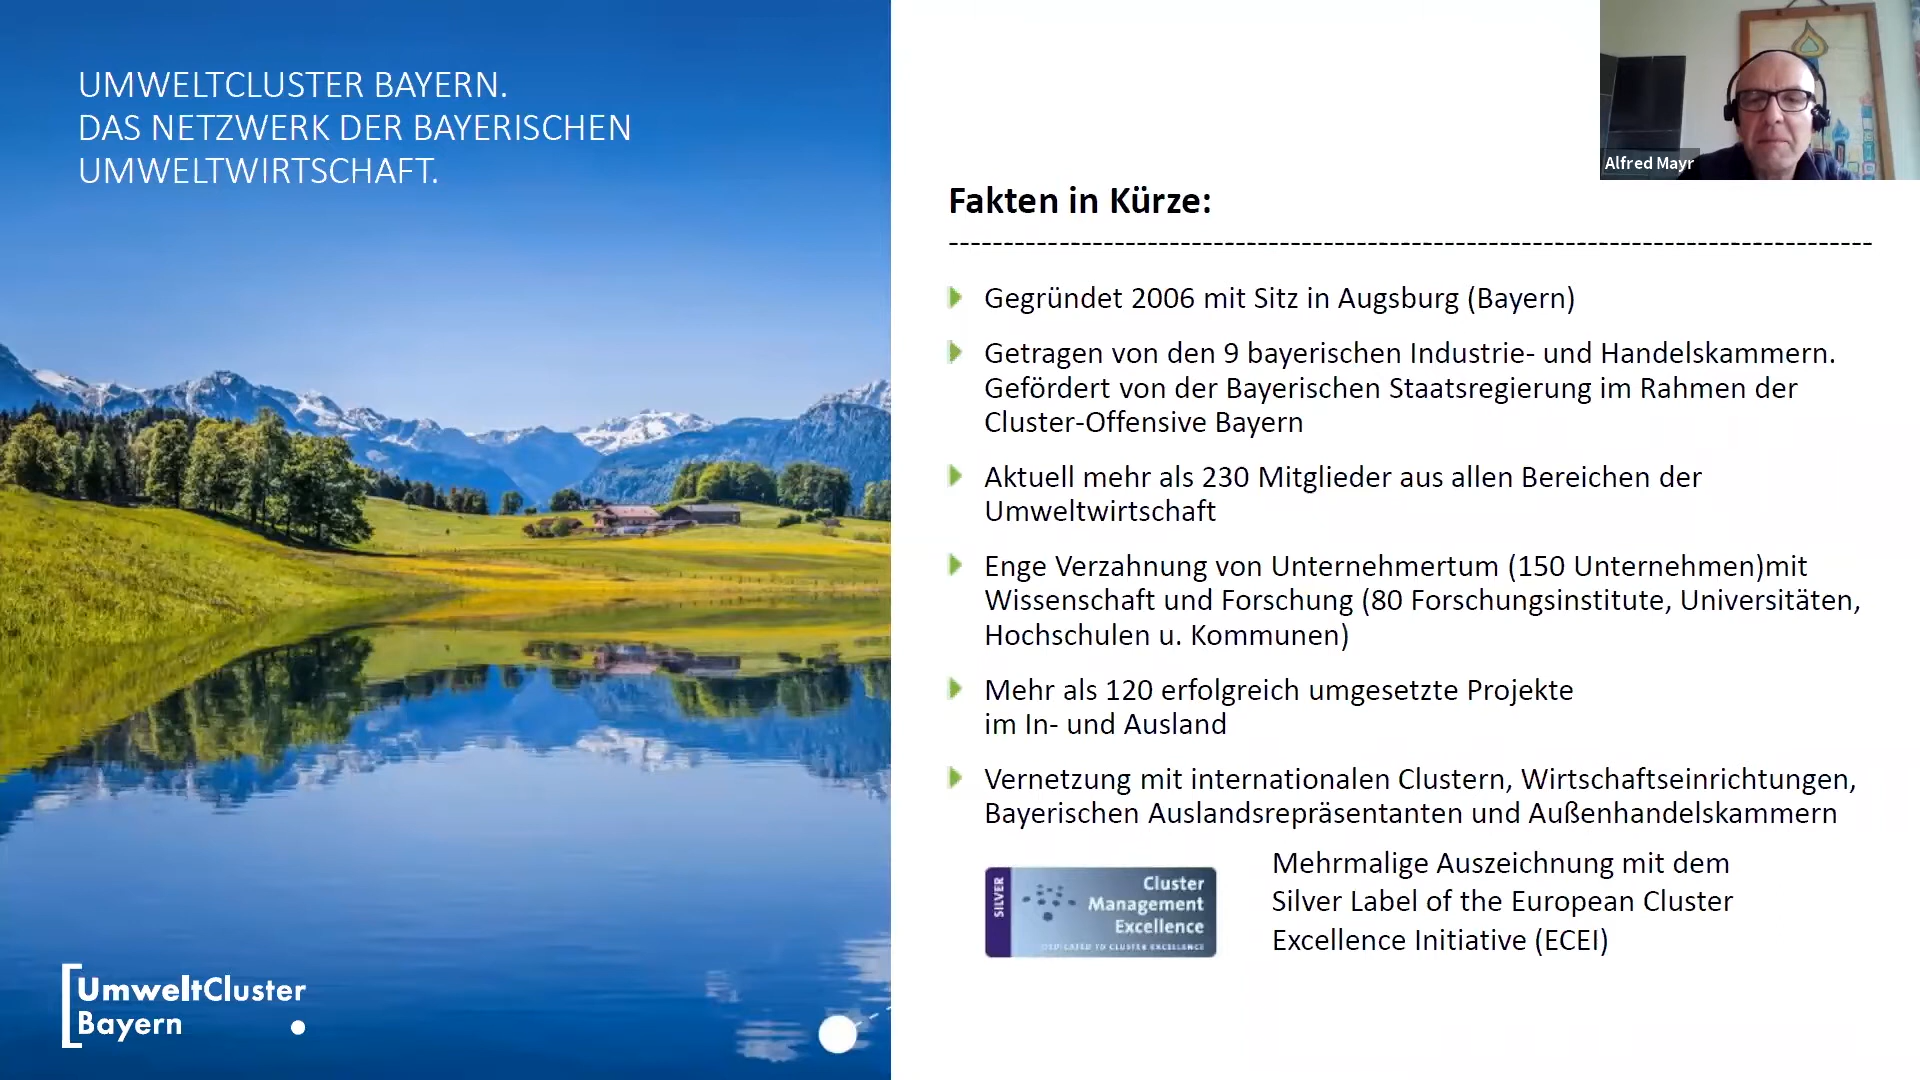 UMWELTCLUSTER BAYERN.
DAS NETZWERK DER BAYERISCHEN
UMWELTWIRTSCHAFT.
Alfred Mayr
Fakten in Kürze:
Gegründet 2006 mit Sitz in Augsburg (Bayern)
Getragen von den 9 bayerischen Industrie- und Handelskammern.
Gefördert von der Bayerischen Staatsregierung im Rahmen der
Cluster-Offensive Bayern
Aktuell mehr als 230 Mitglieder aus allen Bereichen der
Umweltwirtschaft
Enge Verzahnung von Unternehmertum (150 Unternehmen)mit
Wissenschaft und Forschung (80 Forschungsinstitute, Universitäten,
Hochschulen u. Kommunen)
Mehr als 120 erfolgreich umgesetzte Projekte
im In- und Ausland
Vernetzung mit internationalen Clustern, Wirtschaftseinrichtungen,
Bayerischen Auslandsrepräsentanten und Außenhandelskammern
SILVER
Cluster
Management
Excellence
DEDICATED TO CLUSTER EXCELLENCE
Mehrmalige Auszeichnung mit dem
Silver Label of the European Cluster
Excellence Initiative (ECEI)
UmweltCluster
Bayern